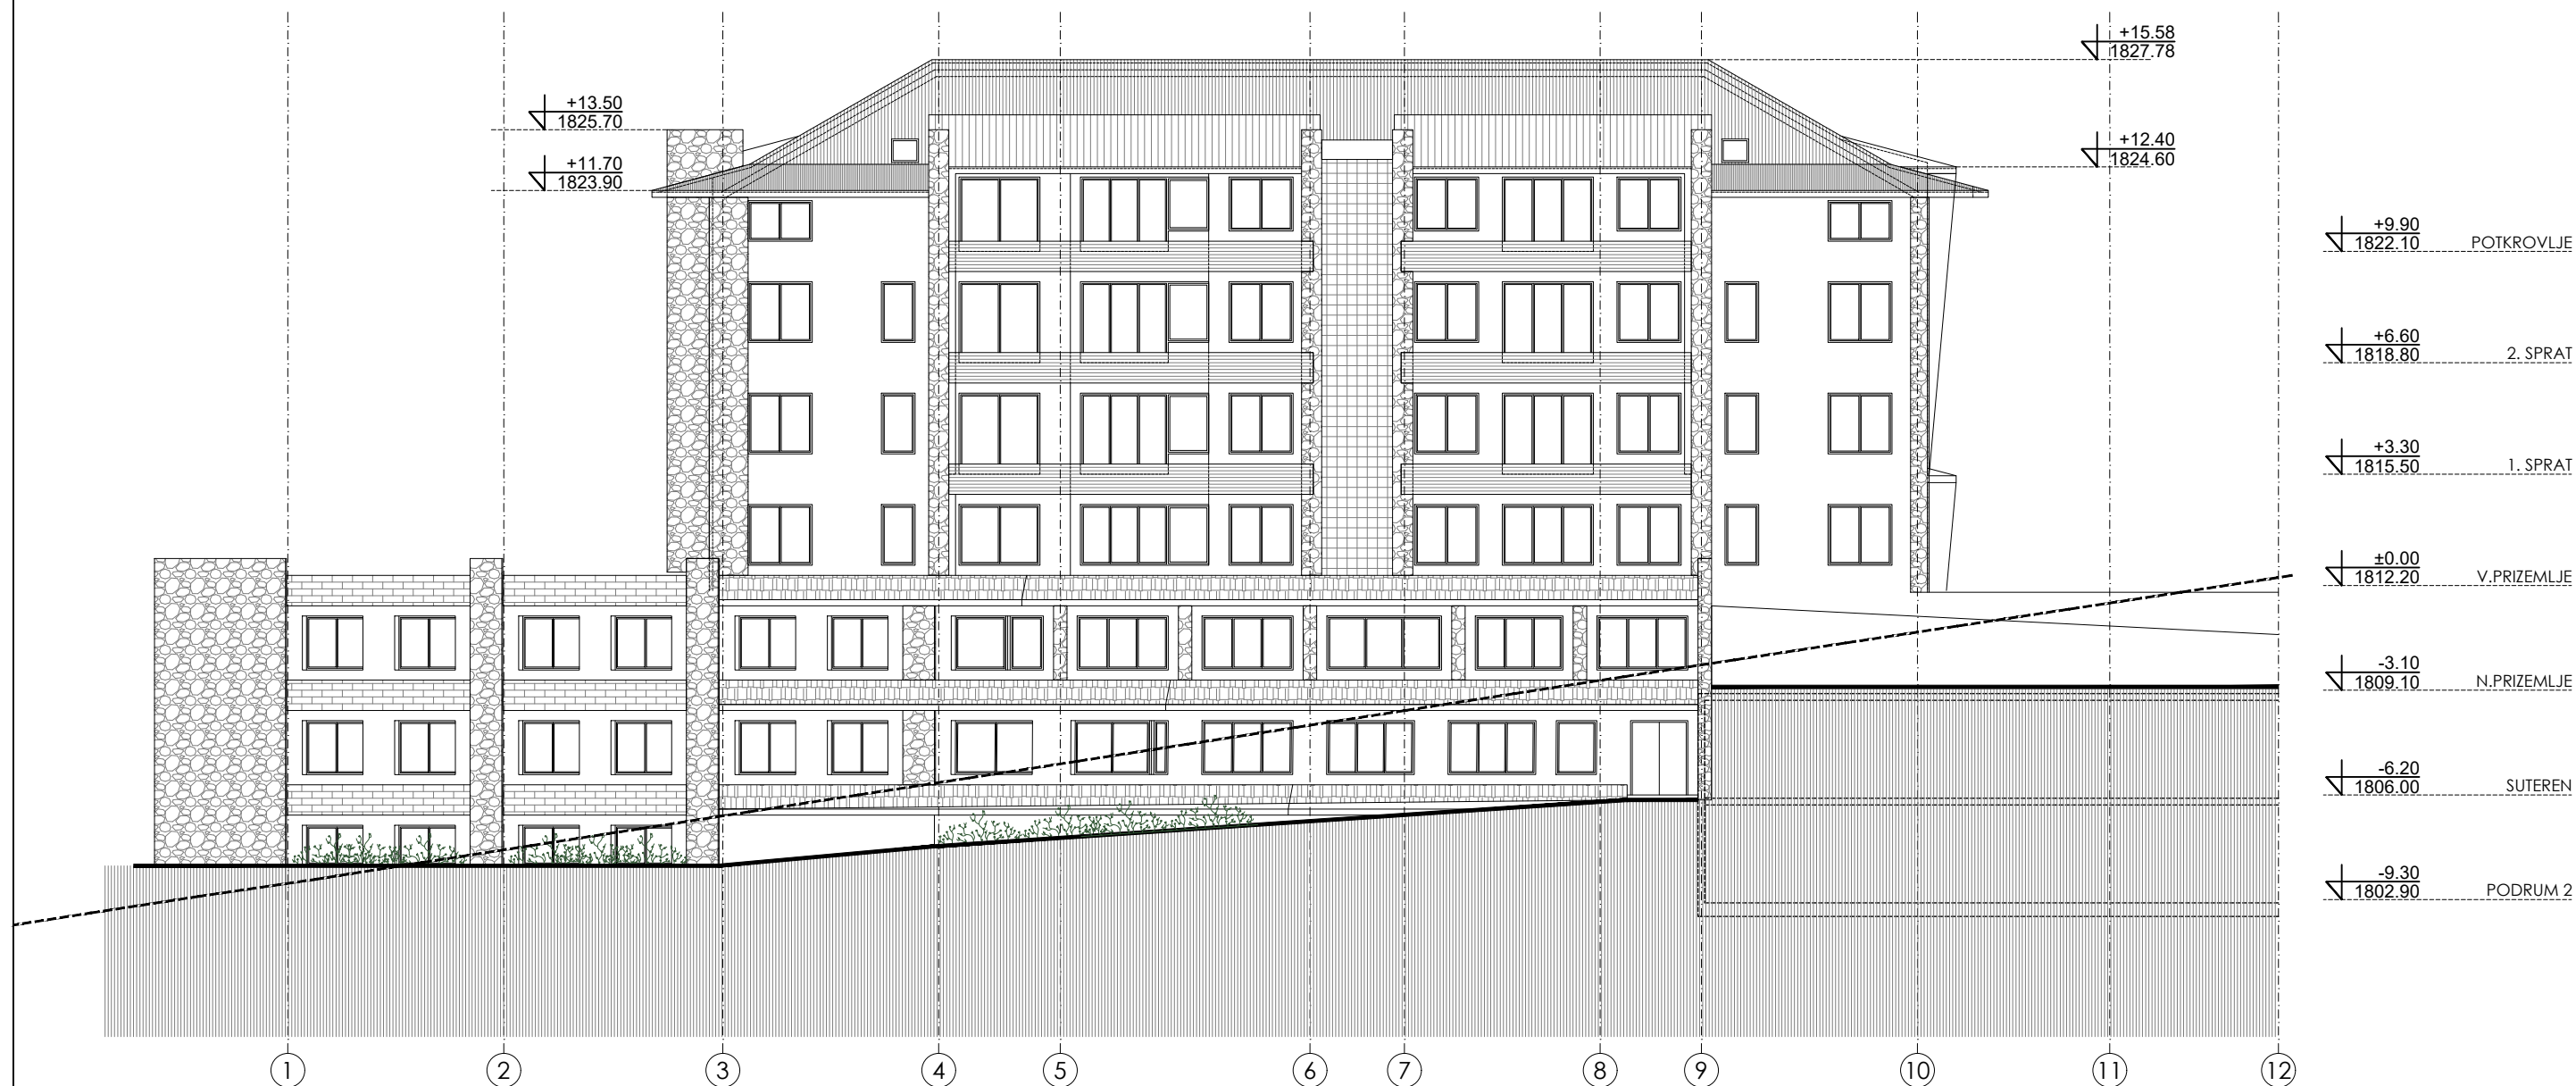 +15.58
1827.78
+13.50
1825.70
+12.40
1824.60
+11.70
1823.90
+9.90
1822.10 POTKROVLJE
+6.60
1818.80 2. SPRAT
+3.30
1815.50 1. SPRAT
±0.00
1812.20 V.PRIZEMLJE
-3.10
1809.10 N.PRIZEMLJE
-6.20
1806.00 SUTEREN
-9.30
1802.90 PODRUM 2
1 2 3 4 5 6 7 8 9 10 11 12